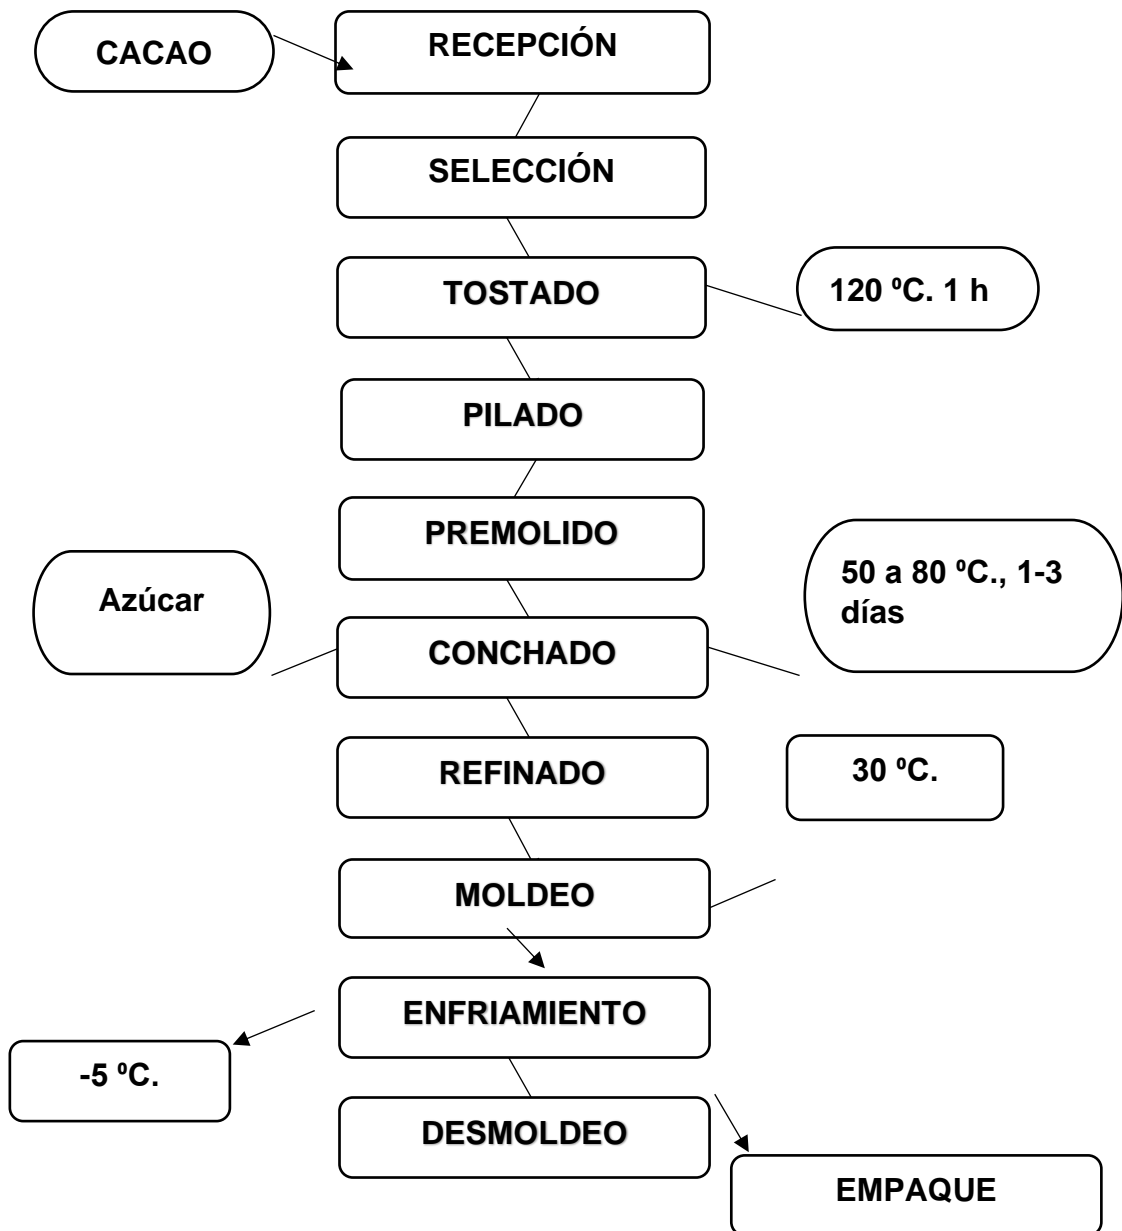 CACAO
RECEPCIÓN
SELECCIÓN
TOSTADO
120 ºC. 1 h
PILADO
PREMOLIDO
Azúcar
50 a 80 ºC., 1-3
días
CONCHADO
REFINADO
30 ºC.
MOLDEO
ENFRIAMIENTO
-5 ºC.
DESMOLDEO
EMPAQUE